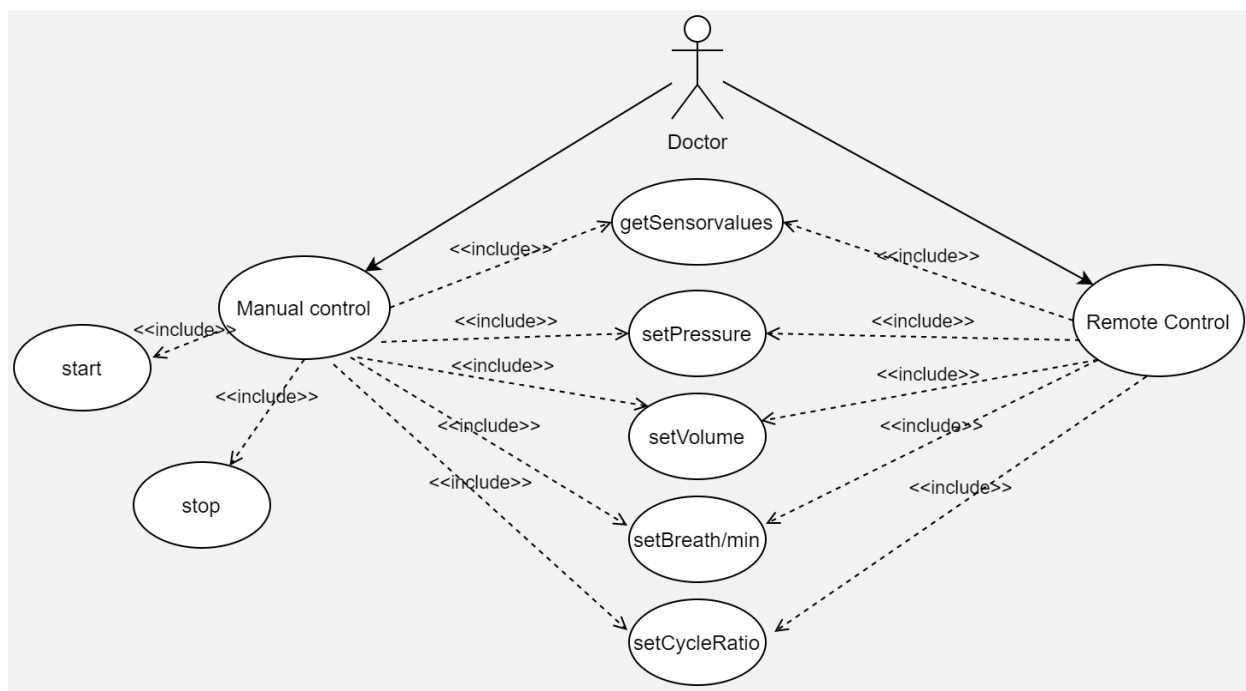 Doctor
getSensorvalues
<<include>>
<<include>>
Manual control
Remote Control
<<include>>
<<include>>
<<include>>
setPressure
start
<<include>>
<<include>>
<<include>>
<<include>>
<<include>>
setVolume
<<include>>
<<include>>
<<include>>
stop
setBreath/min
setCycleRatio